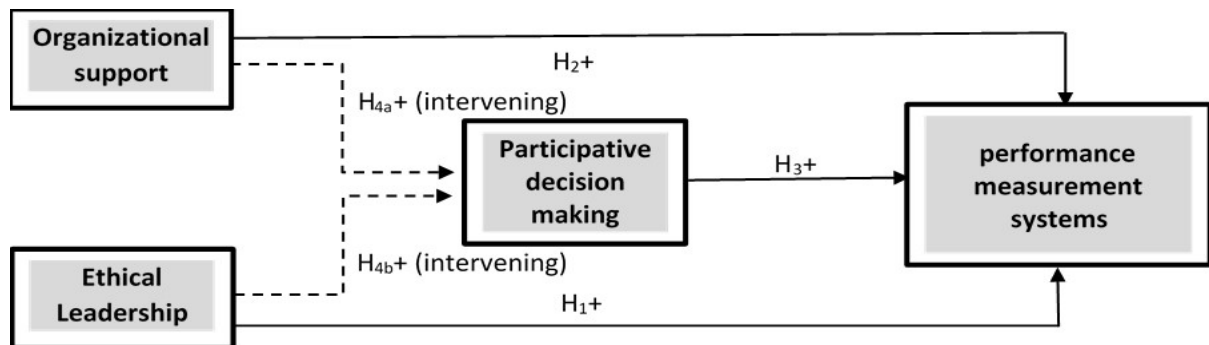 Organizational
support
H₂+
H₄ₐ+ (intervening)
Participative
decision
making
H₃+
performance
measurement
systems
H₄b+ (intervening)
Ethical
Leadership
H₁+